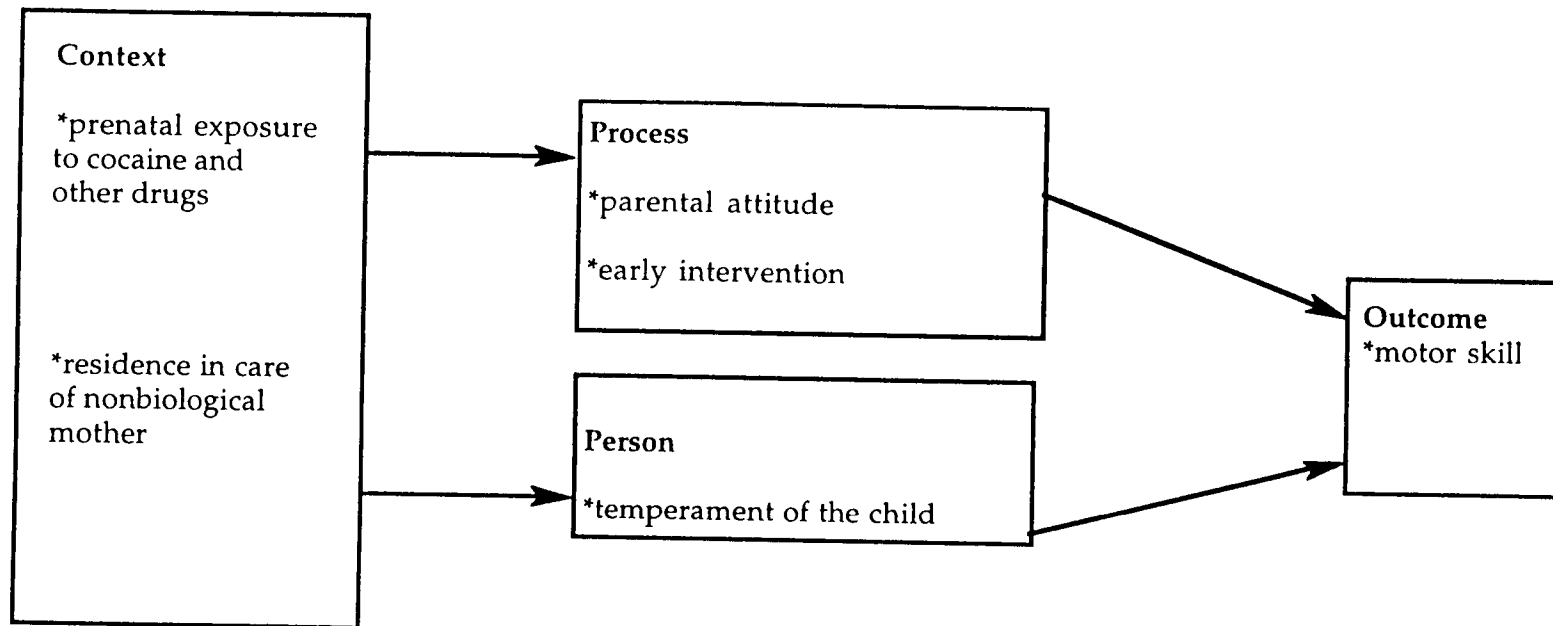 Context
*prenatal exposure
to cocaine and
other drugs
*residence in care
of nonbiological
mother
Process
*parental attitude
*early intervention
Person
*temperament of the child
Outcome
*motor skill